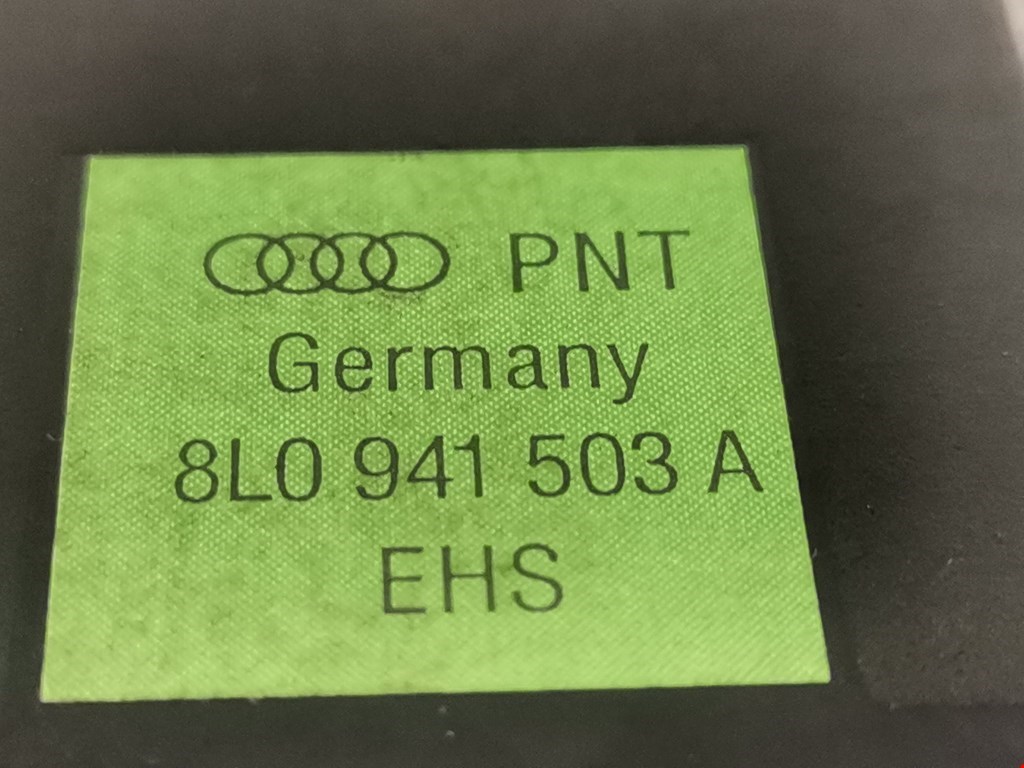 PNT
Germany
8L0 941 503 A
EHS